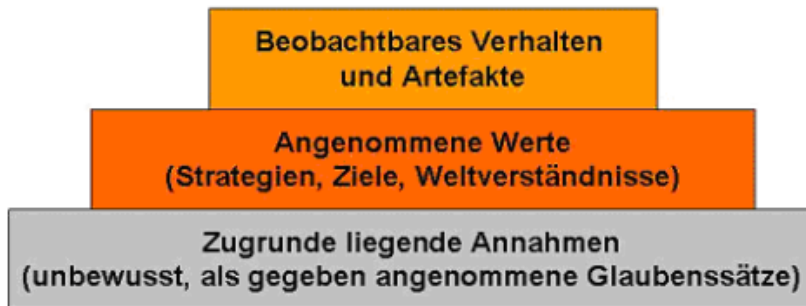 Beobachtbares Verhalten
und Artefakte
Angenommene Werte
(Strategien, Ziele, Weltverständnisse)
Zugrunde liegende Annahmen
(unbewusst, als gegeben angenommene Glaubenssätze)